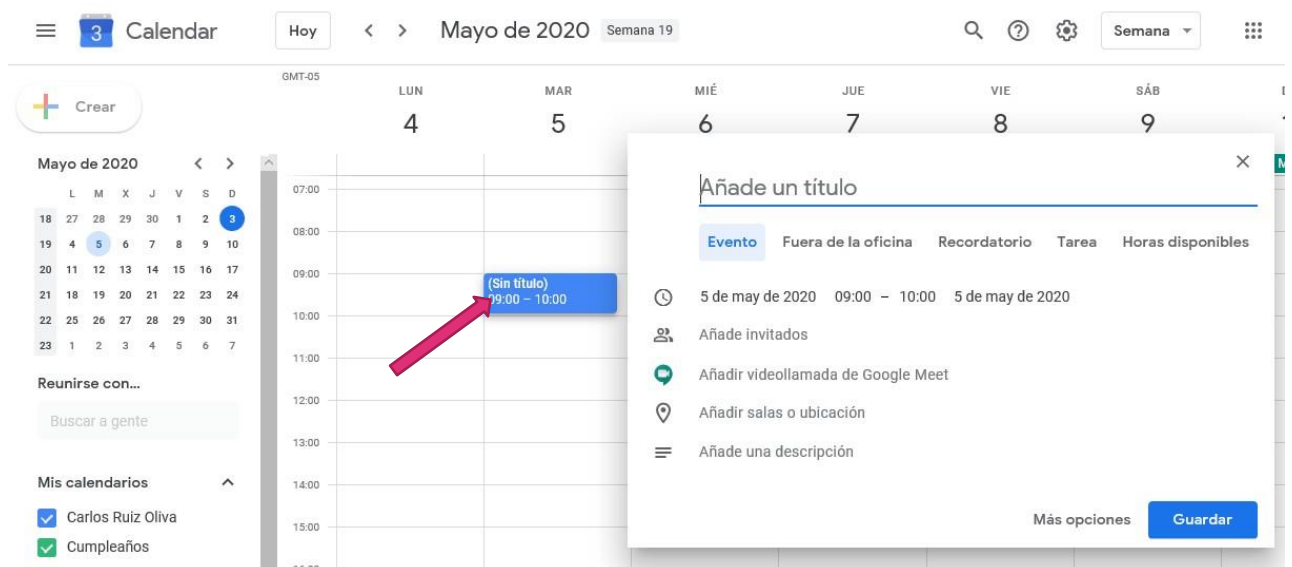 3 Calendar Hoy < > Mayo de 2020 Semana 19 Semana
GMT-05
LUN MAR MIÉ JUE VIE SÁB
4 5 6 7 8 9
Crear
Mayo de 2020 < >
L M X J V S D
18 27 28 29 30 1 2 3
19 4 5 6 7 8 9 10
20 11 12 13 14 15 16 17
21 18 19 20 21 22 23 24
22 25 26 27 28 29 30 31
23 1 2 3 4 5 6 7
Reunirse con...
Buscar a gente
Mis calendarios
Carlos Ruiz Oliva
Cumpleaños
07:00
08:00
09:00
10:00
11:00
12:00
13:00
14:00
15:00
(Sin título)
09:00 – 10:00
Añade un título
Evento Fuera de la oficina Recordatorio Tarea Horas disponibles
5 de may de 2020 09:00 – 10:00 5 de may de 2020
Añade invitados
Añadir videollamada de Google Meet
Añadir salas o ubicación
Añade una descripción
Más opciones Guardar